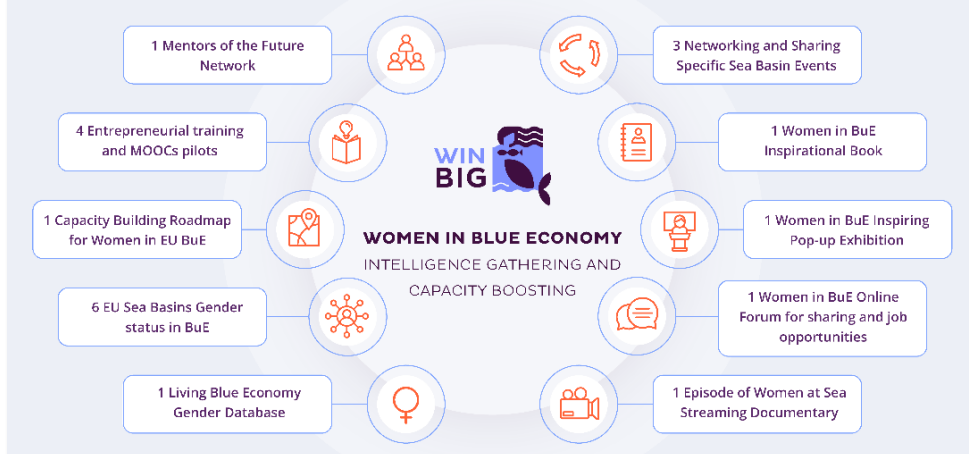 1 Mentors of the Future
Network
4 Entrepreneurial training
and MOOCs pilots
1 Capacity Building Roadmap
for Women in EU BuE
6 EU Sea Basins Gender
status in BuE
1 Living Blue Economy
Gender Database
WIN
BIG
WOMEN IN BLUE ECONOMY
INTELLIGENCE GATHERING AND
CAPACITY BOOSTING
3 Networking and Sharing
Specific Sea Basin Events
1 Women in BuE
Inspirational Book
1 Women in BuE Inspiring
Pop-up Exhibition
1 Women in BuE Online
Forum for sharing and job
opportunities
1 Episode of Women at Sea
Streaming Documentary